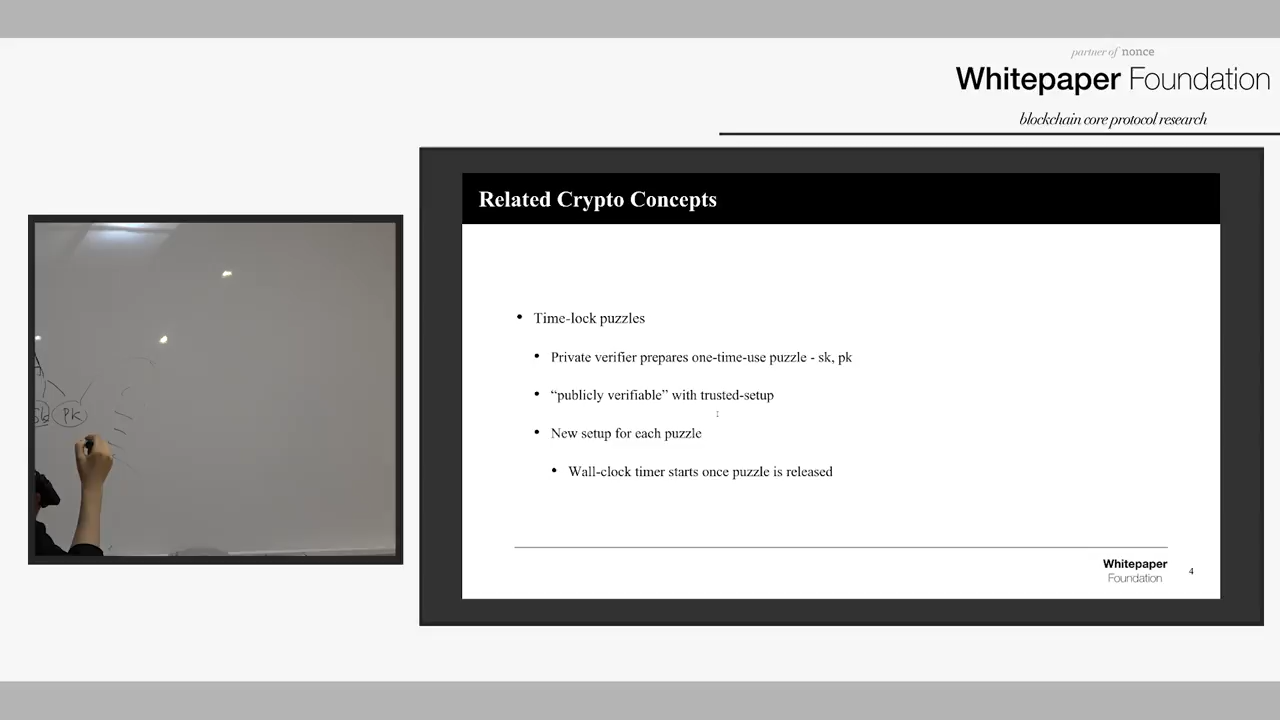 partner of nonce
Whitepaper Foundation
blockchain core protocol research
Related Crypto Concepts
• Time-lock puzzles
• Private verifier prepares one-time-use puzzle - sk, pk
• “publicly verifiable” with trusted-setup
• New setup for each puzzle
• Wall-clock timer starts once puzzle is released
Whitepaper
Foundation
4
Sk PK